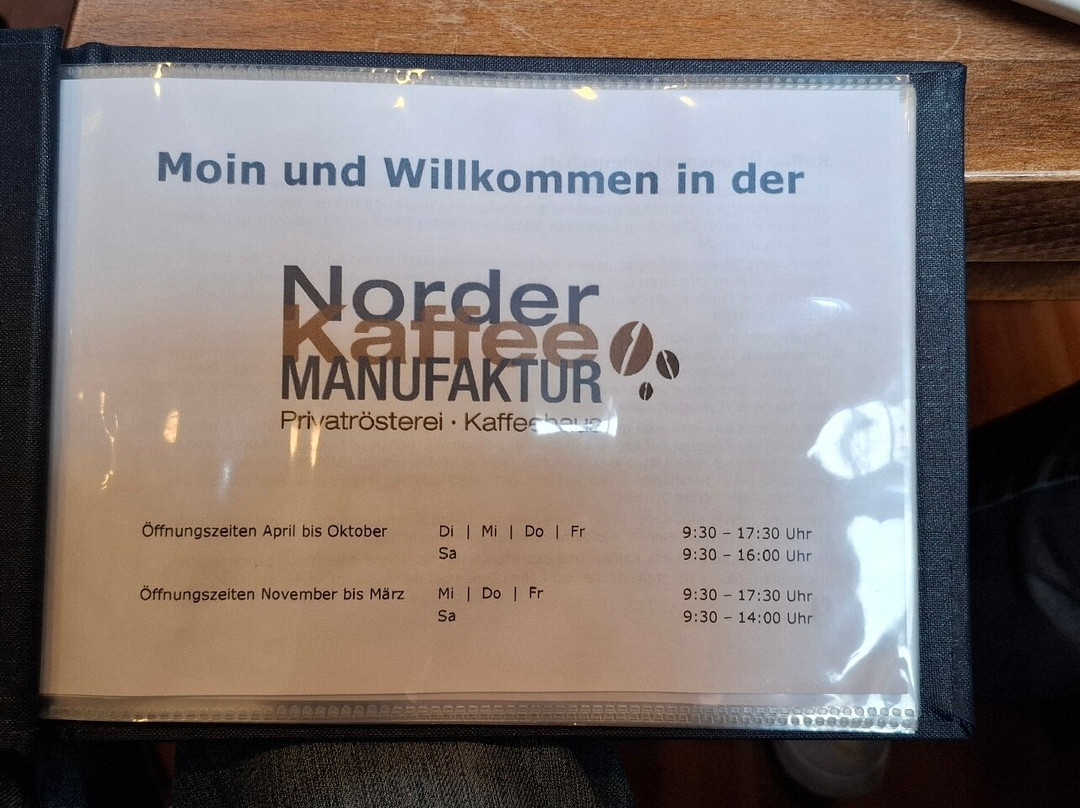 Moin und Willkommen in der
Norder
Kaffee
MANUFAKTUR
Privatrösterei · Kaffeehaus
Öffnungszeiten April bis Oktober Di | Mi | Do | Fr 9:30 – 17:30 Uhr
Sa 9:30 – 16:00 Uhr
Öffnungszeiten November bis März Mi | Do | Fr 9:30 – 17:30 Uhr
Sa 9:30 – 14:00 Uhr